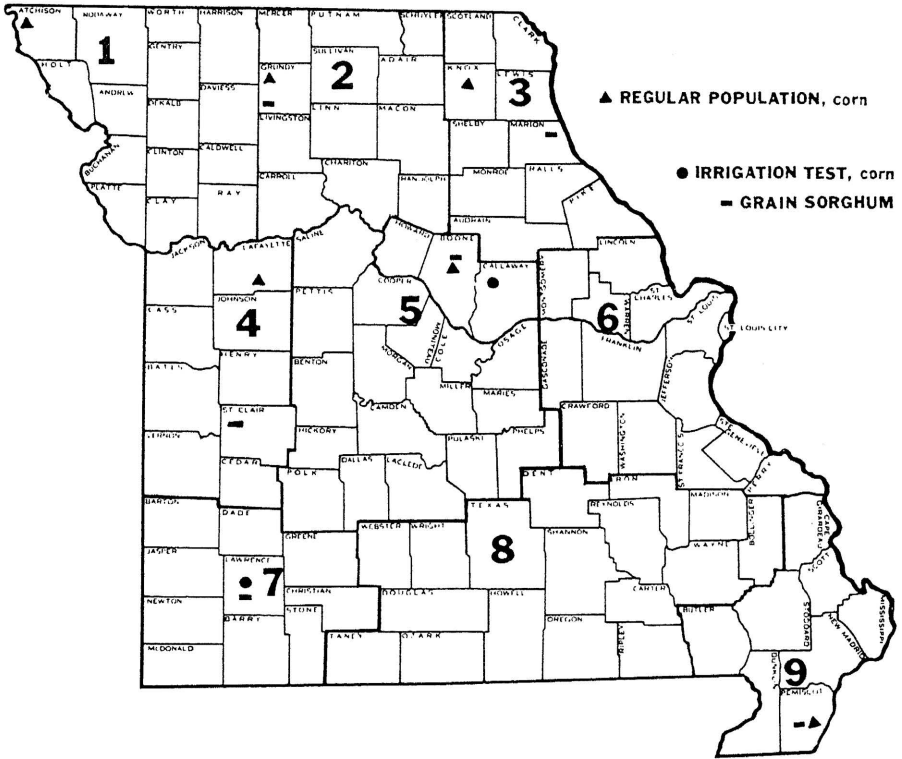 ATCHISON
NODAWAY
WORTH
HARRISON
MERCER
PUTNAM
SCHUYLER
SCOTLAND
CLARK
1
GENTRY
SULLIVAN
2
ADAIR
HOLT
GRUNDY
KNOX
LEWIS
3
ANDREW
DEKALB
DAVIESS
LINN
MACON
▲ REGULAR POPULATION, corn
LIVINGSTON
SHELBY
MARION
BUCHANAN
CLINTON
CALDWELL
CHARITON
MONROE
RALLS
● IRRIGATION TEST, corn
PLATTE
CLAY
RAY
CARROLL
RANDOLPH
PIKE
▬ GRAIN SORGHUM
AUDRAIN
JACKSON
LAFAYETTE
SALINE
HOWARD
BOONE
CALLAWAY
MONTGOMERY
LINCOLN
CASS
JOHNSON
4
PETTIS
COOPER
5
MONITEAU
COLE
OSAGE
GASCONADE
6
WARREN
ST. CHARLES
ST. LOUIS
ST LOUIS CITY
FRANKLIN
BATES
HENRY
BENTON
MORGAN
MILLER
MARIES
JEFFERSON
ST CLAIR
CAMDEN
CRAWFORD
WASHINGTON
VERNON
HICKORY
PULASKI
PHELPS
ST. FRANCIS
STE. GENEVIEVE
PERRY
CEDAR
POLK
DALLAS
LACLEDE
DENT
IRON
BARTON
DADE
WEBSTER
WRIGHT
TEXAS
REYNOLDS
MADISON
BOLLINGER
CAPE GIRARDEAU
JASPER
LAWRENCE
7
GREENE
8
SHANNON
WAYNE
SCOTT
NEWTON
CHRISTIAN
STONE
DOUGLAS
HOWELL
CARTER
BUTLER
STODDARD
MISSISSIPPI
McDONALD
BARRY
TANEY
OZARK
OREGON
RIPLEY
DUNKLIN
NEW MADRID
9
PEMISCOT